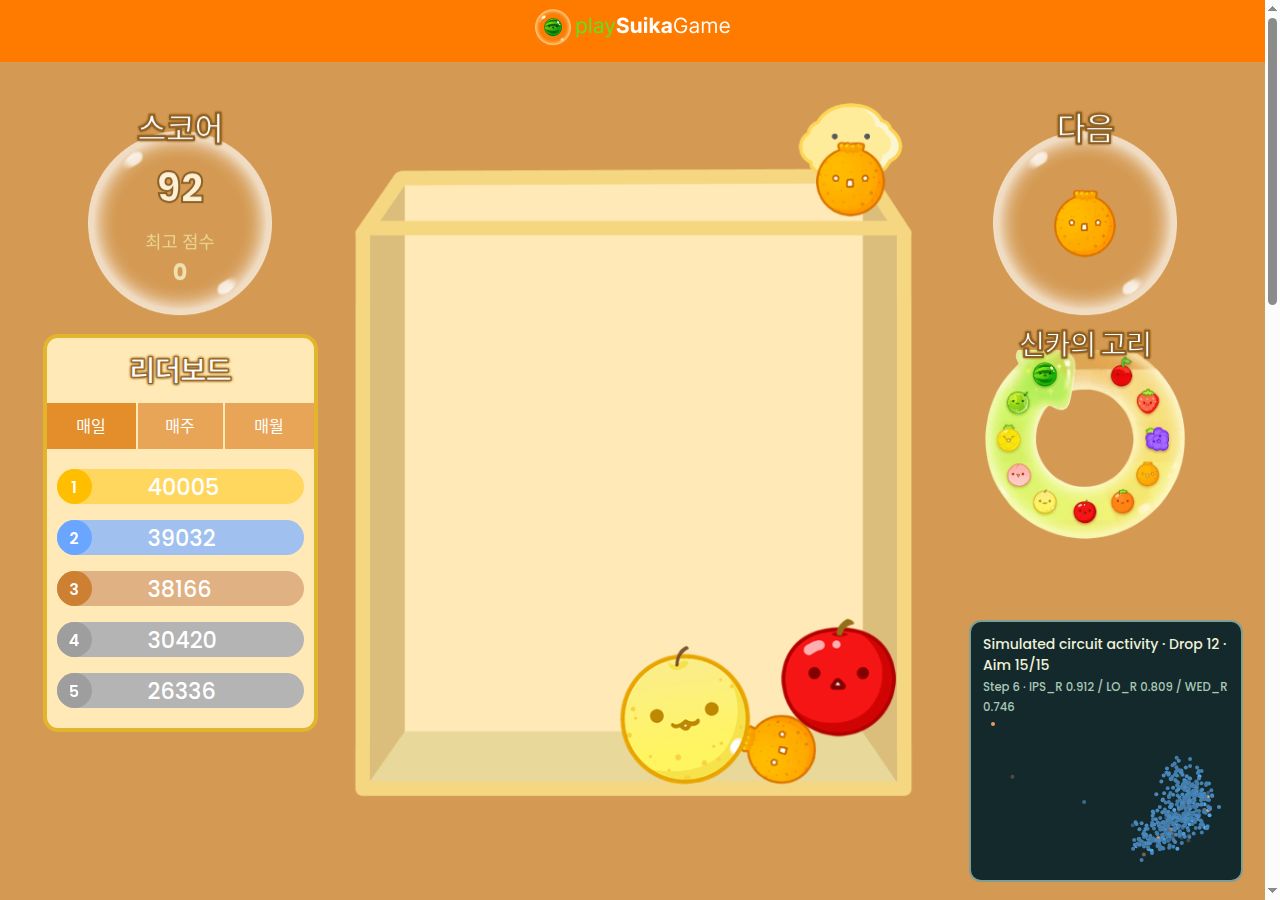 playSuikaGame
스코어
92
최고 점수
0
다음
신카의 고리
리더보드
매일 매주 매월
1 40005
2 39032
3 38166
4 30420
5 26336
Simulated circuit activity · Drop 12 ·
Aim 15/15
Step 6 · IPS_R 0.912 / LO_R 0.809 / WED_R
0.746